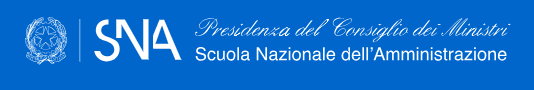 SNA
Presidenza del Consiglio dei Ministri
Scuola Nazionale dell'Amministrazione